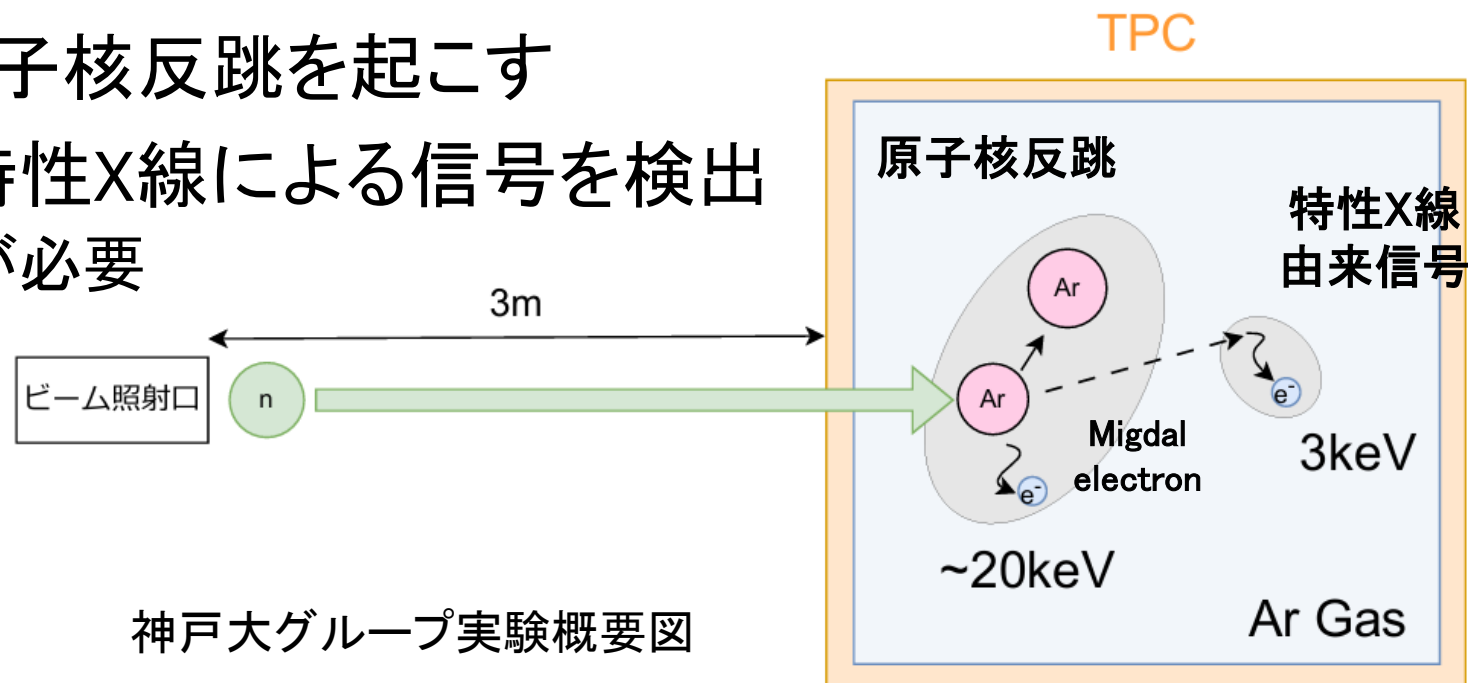 子核反跳を起こす
特性X線による信号を検出
が必要
TPC
原子核反跳
特性X線
由来信号
3m
ビーム照射口
n
Ar
Ar
e-
e-
Migdal
electron
3keV
~20keV
Ar Gas
神戸大グループ実験概要図